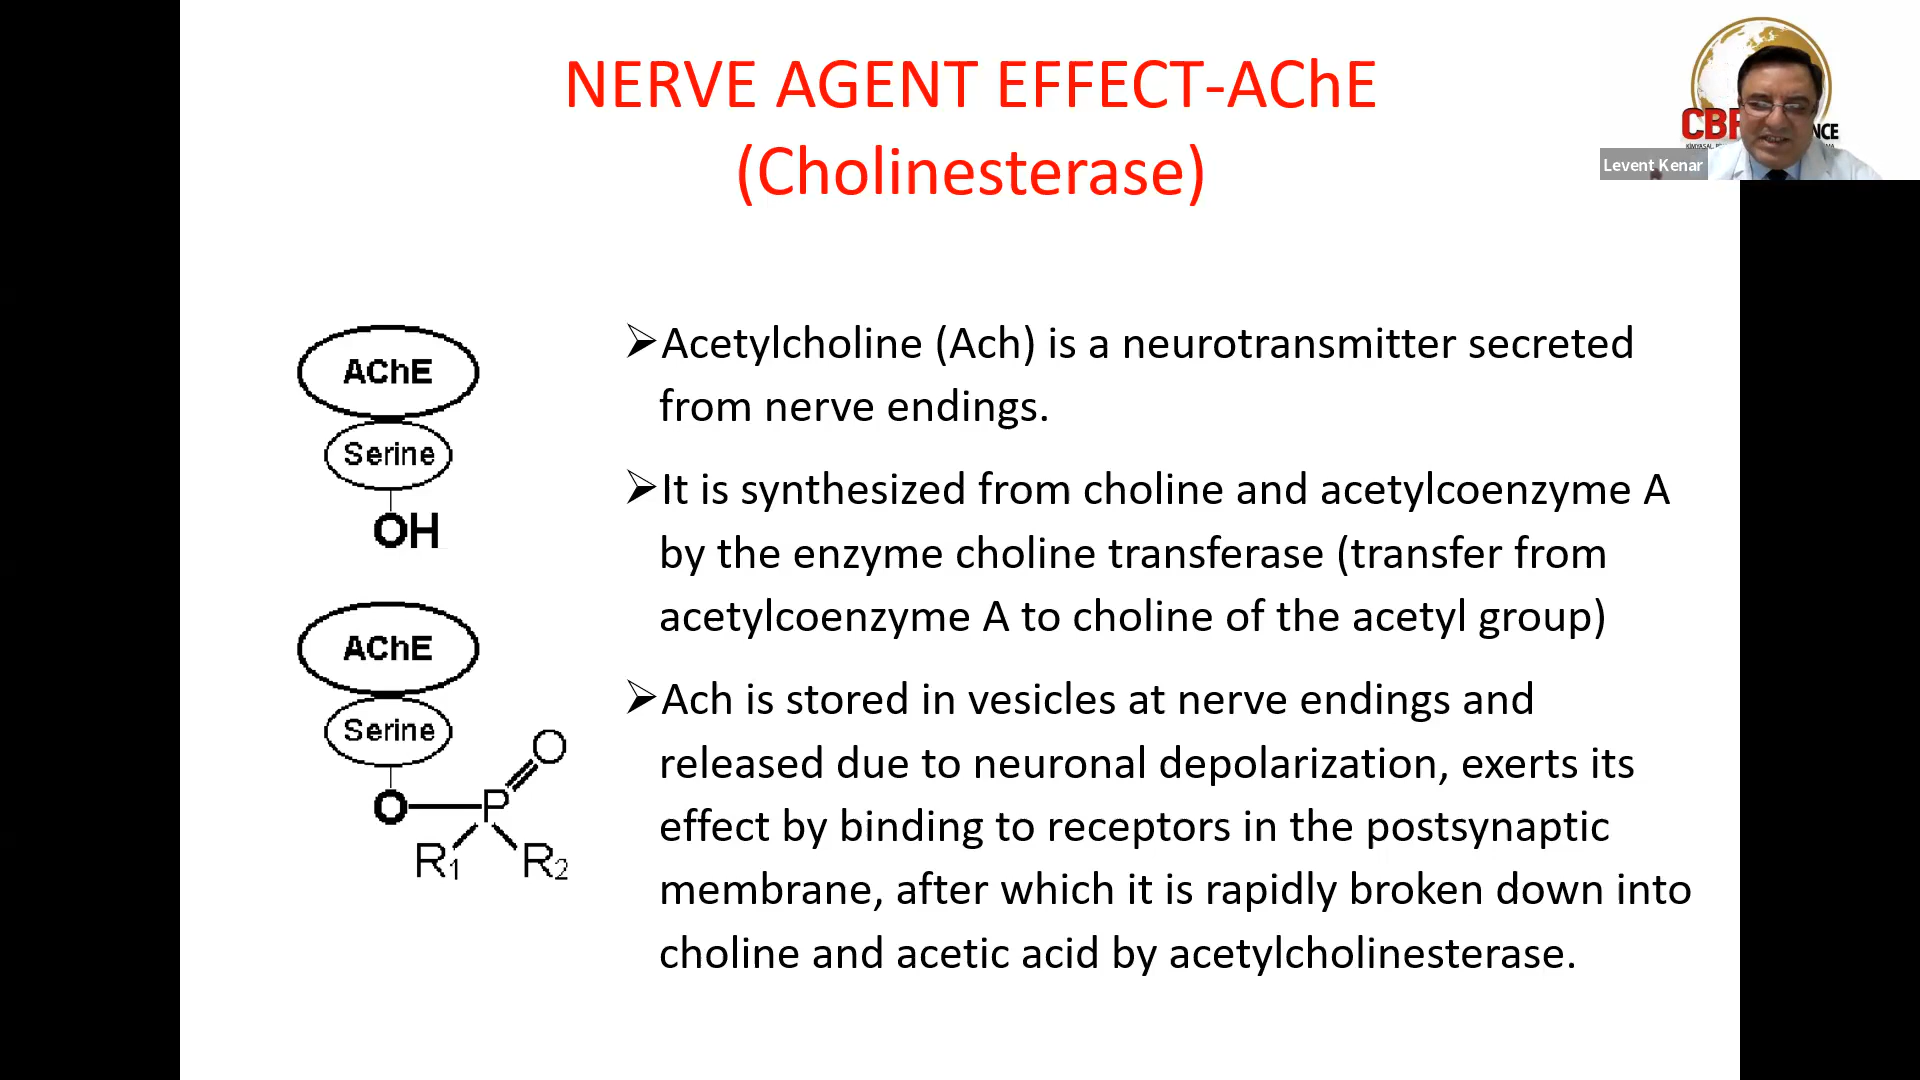 NERVE AGENT EFFECT-AChE
(Cholinesterase)
CBR
NCE
Levent Kenar
AChE
Serine
OH
AChE
Serine
O
O
P
R1
R2
➢Acetylcholine (Ach) is a neurotransmitter secreted
from nerve endings.
➢It is synthesized from choline and acetylcoenzyme A
by the enzyme choline transferase (transfer from
acetylcoenzyme A to choline of the acetyl group)
➢Ach is stored in vesicles at nerve endings and
released due to neuronal depolarization, exerts its
effect by binding to receptors in the postsynaptic
membrane, after which it is rapidly broken down into
choline and acetic acid by acetylcholinesterase.